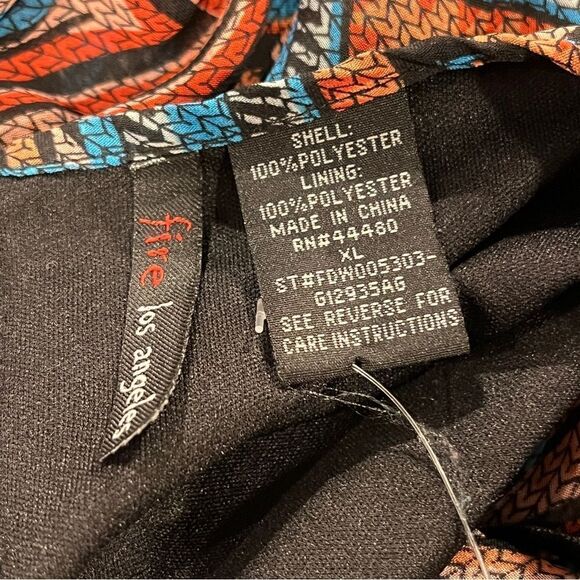 fire los angeles
SHELL:
100%POLYESTER
LINING:
100%POLYESTER
MADE IN CHINA
RN#44480
XL
ST#FDW005303-
G12935AG
SEE REVERSE FOR
CARE INSTRUCTIONS